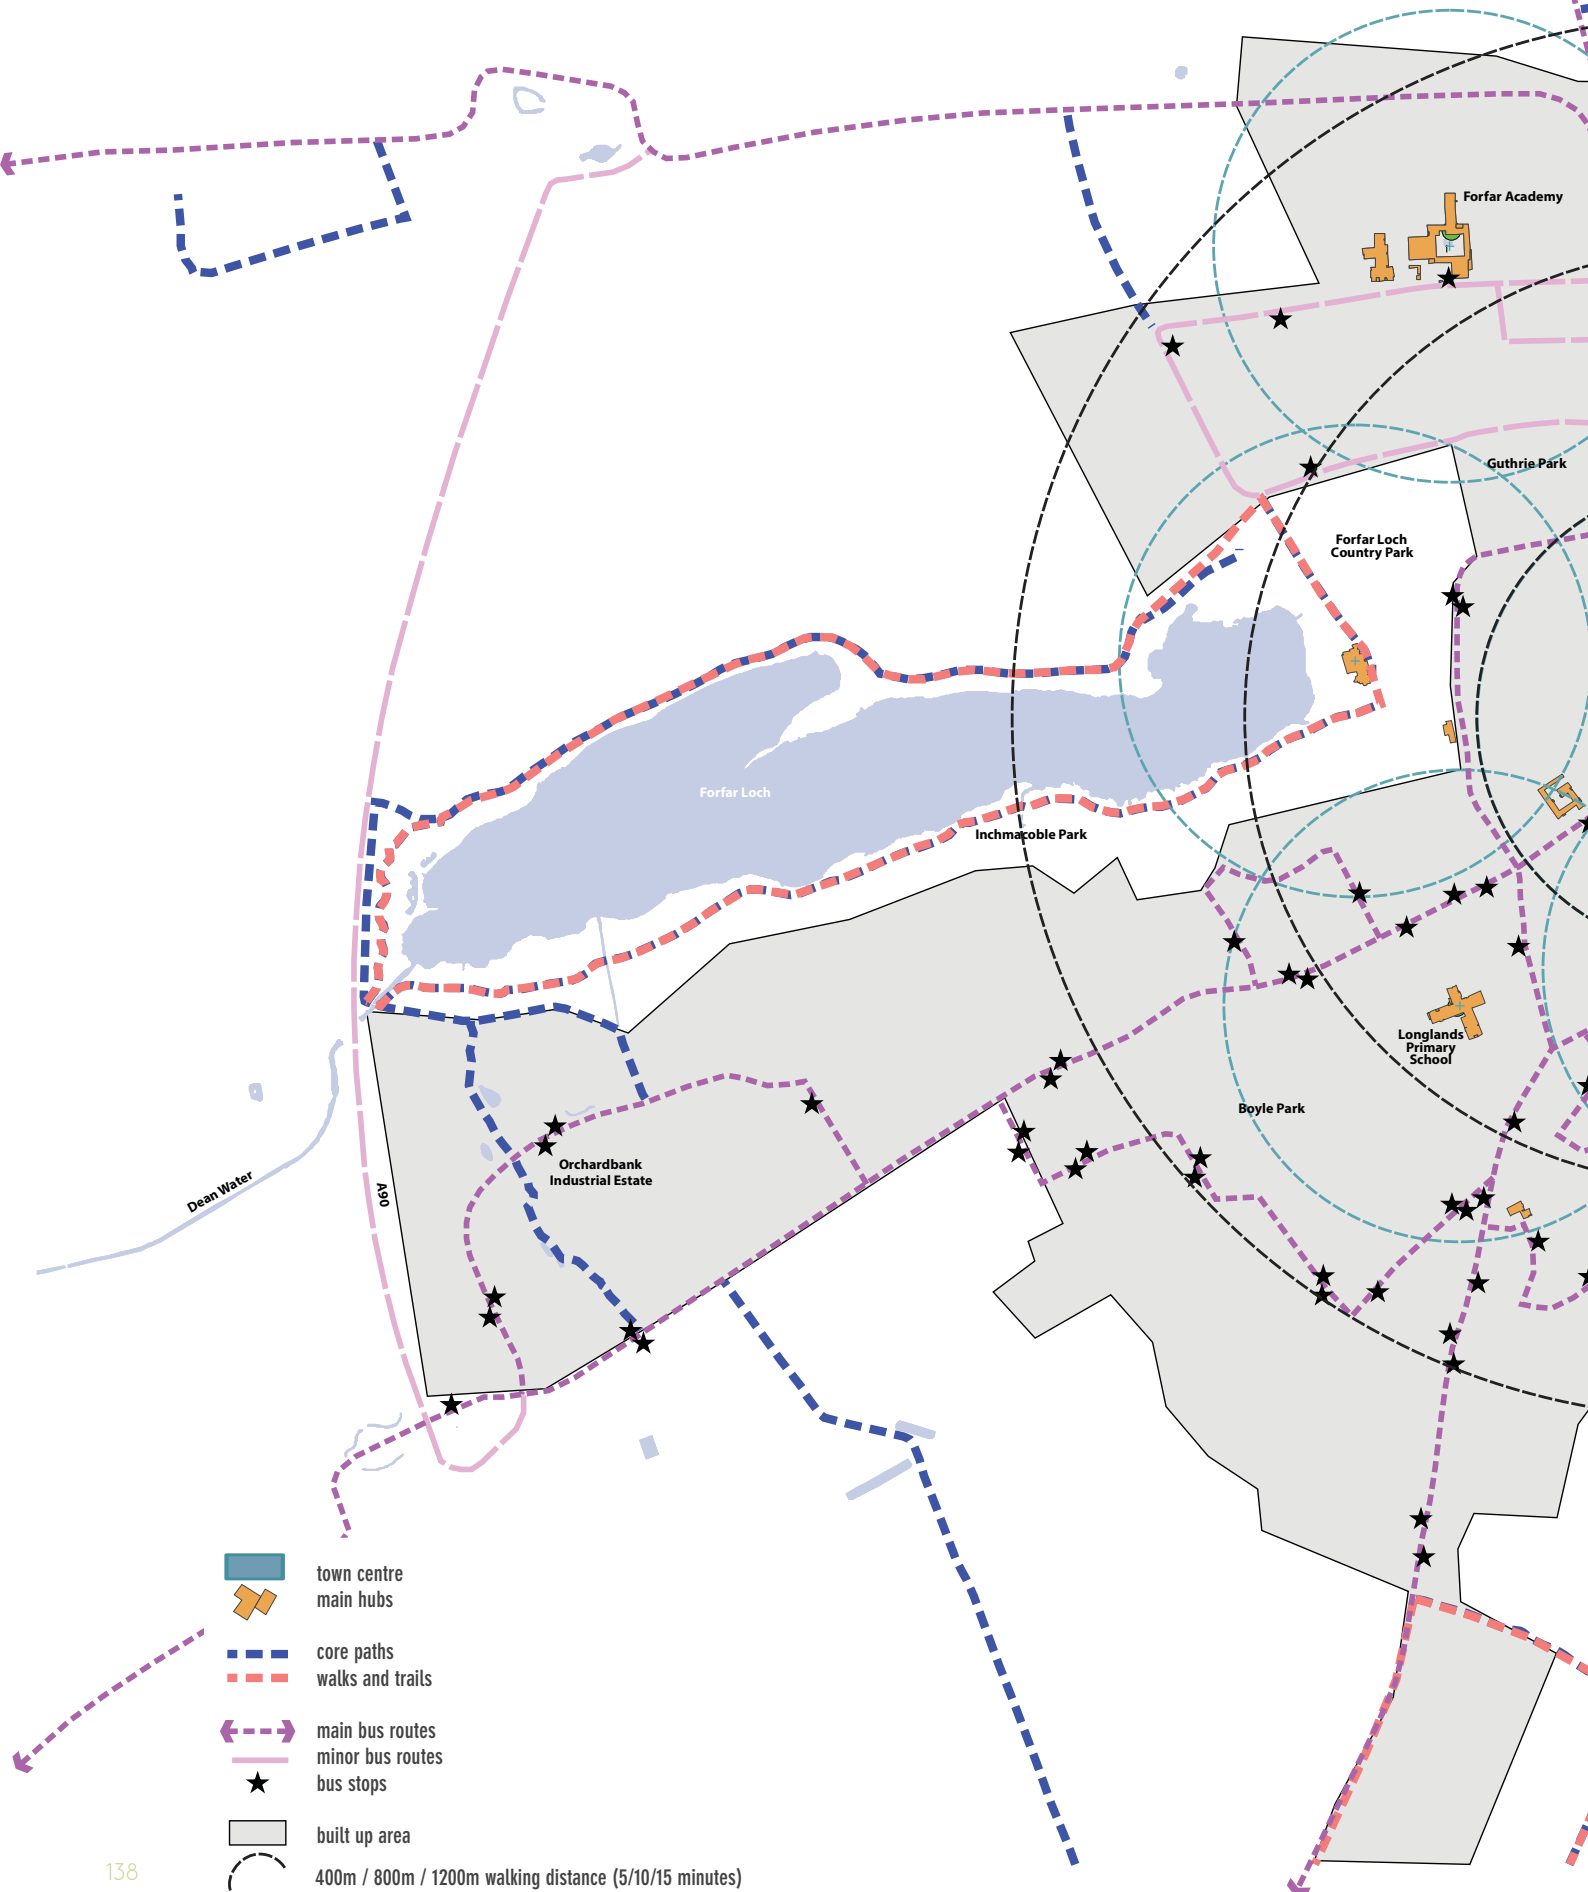 Forfar Academy
Guthrie Park
Forfar Loch
Country Park
Forfar Loch
Inchmacoble Park
Longlands
Primary
School
Boyle Park
Orchardbank
Industrial Estate
Dean Water
A90
town centre
main hubs
core paths
walks and trails
main bus routes
minor bus routes
bus stops
built up area
400m / 800m / 1200m walking distance (5/10/15 minutes)
138